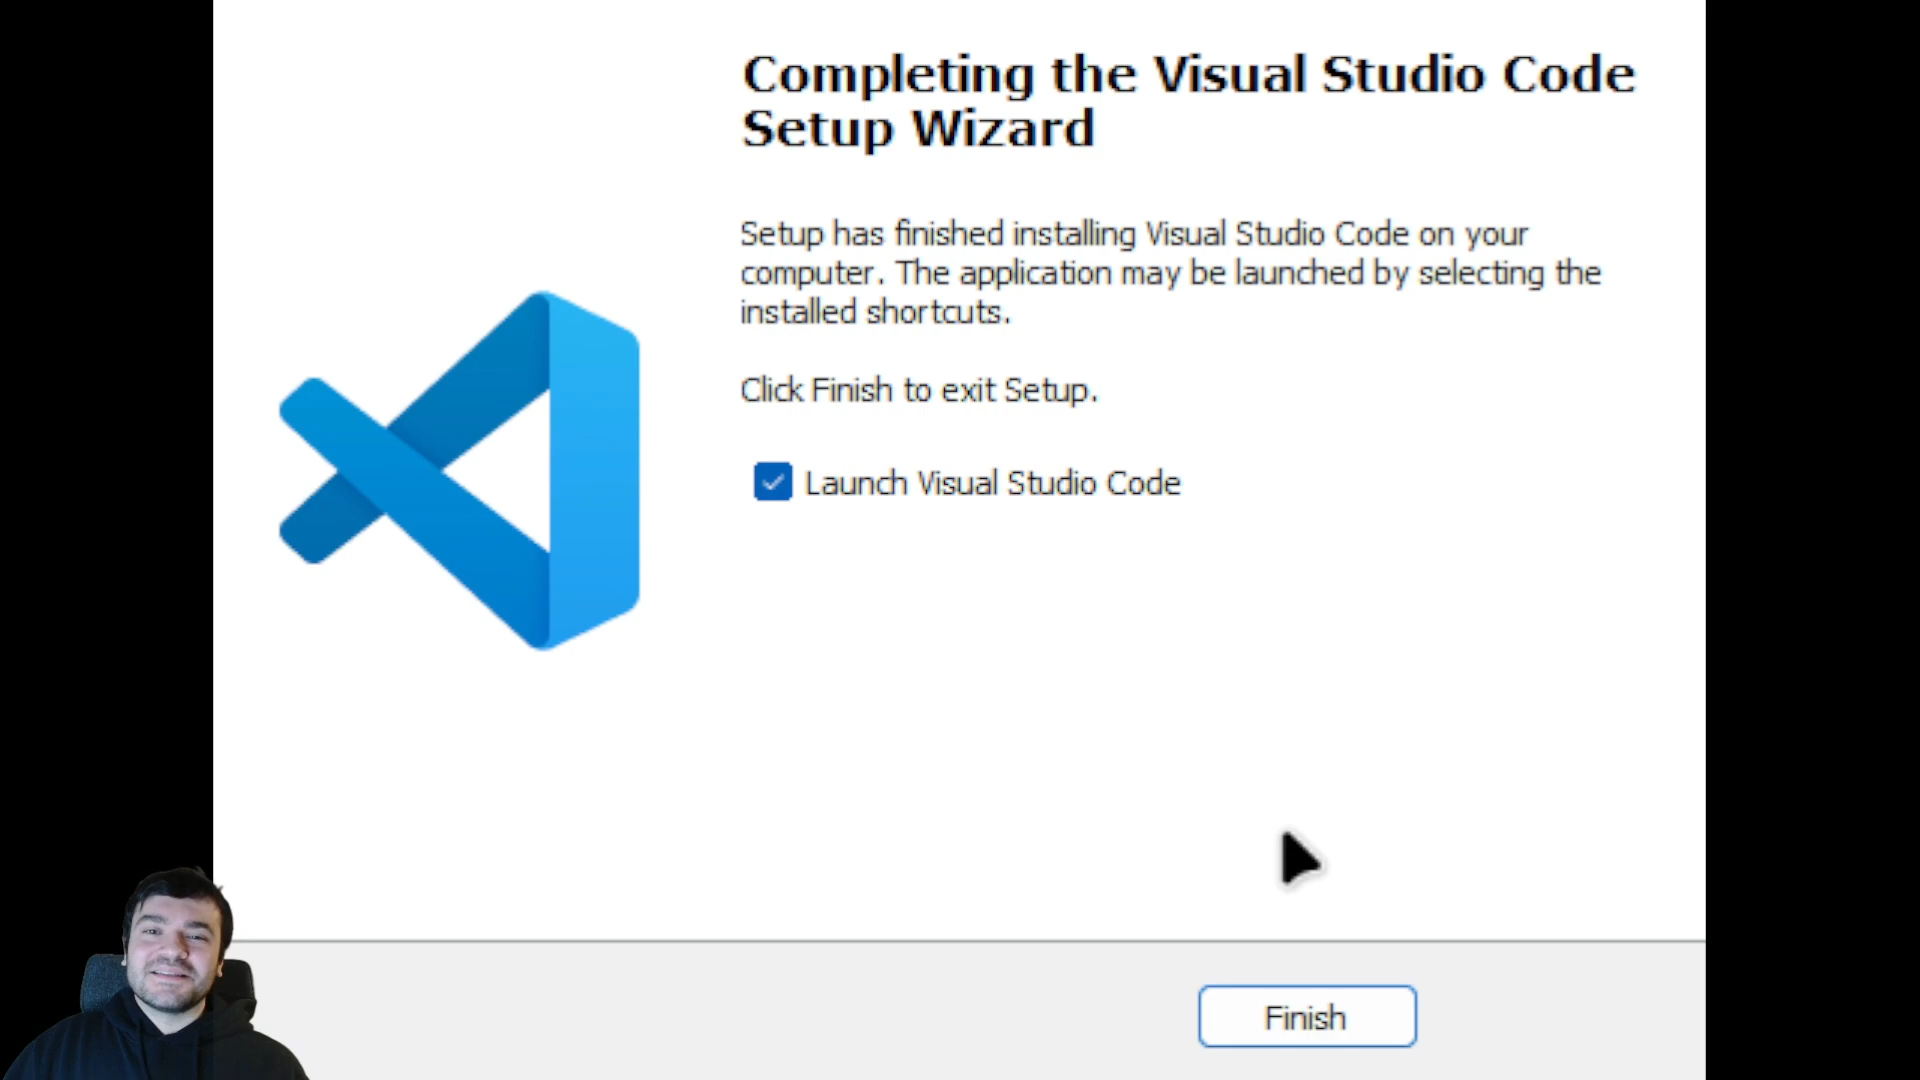 Completing the Visual Studio Code
Setup Wizard
Setup has finished installing Visual Studio Code on your
computer. The application may be launched by selecting the
installed shortcuts.
Click Finish to exit Setup.
Launch Visual Studio Code
Finish